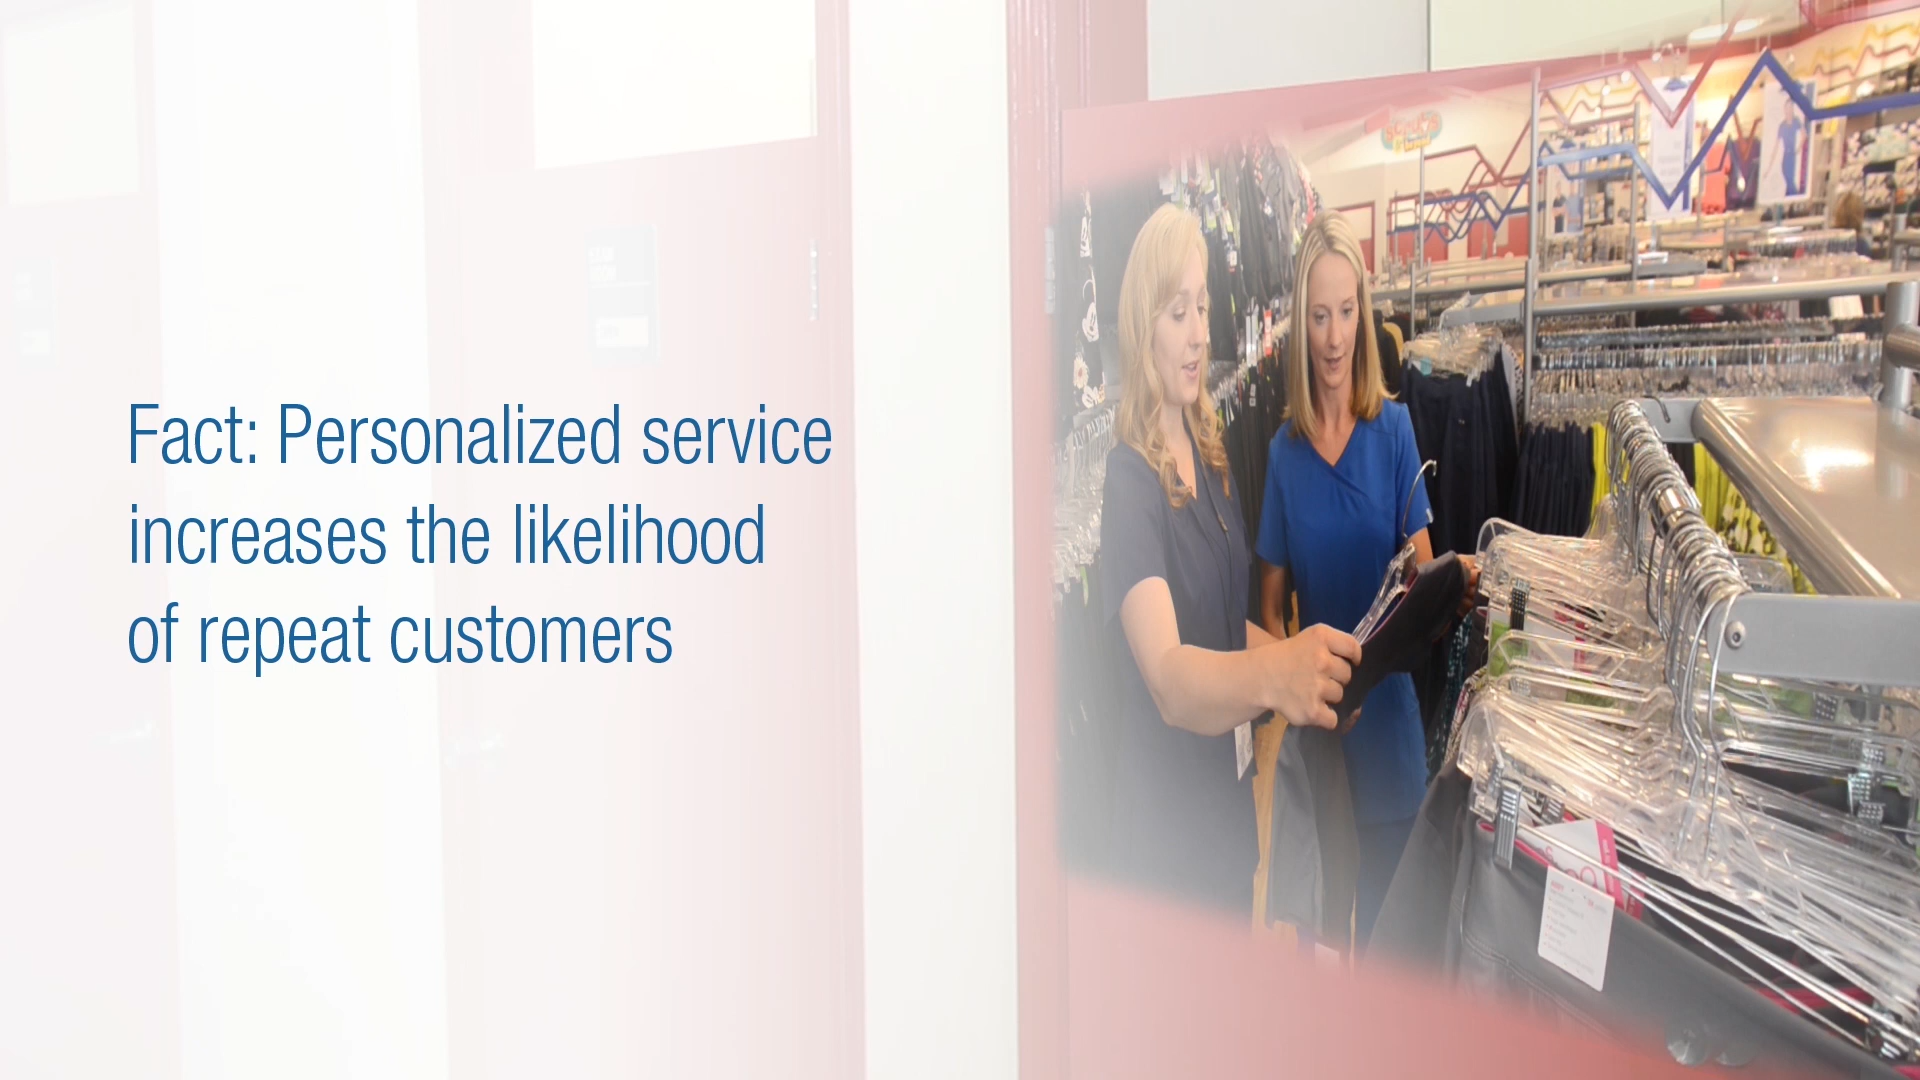 Fact: Personalized service
increases the likelihood
of repeat customers